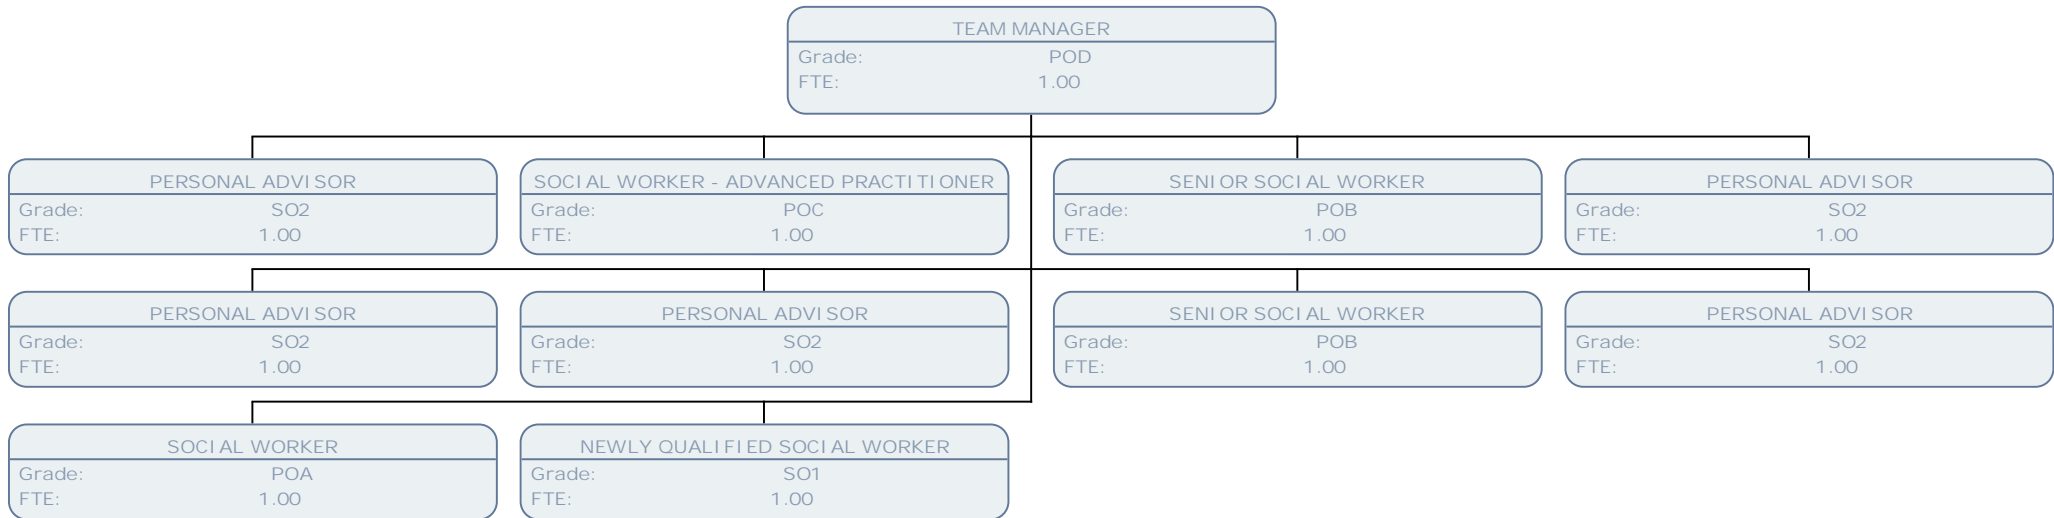 TEAM MANAGER
Grade: POD
FTE: 1.00
PERSONAL ADVISOR
Grade: SO2
FTE: 1.00
SOCIAL WORKER - ADVANCED PRACTITIONER
Grade: POC
FTE: 1.00
SENIOR SOCIAL WORKER
Grade: POB
FTE: 1.00
PERSONAL ADVISOR
Grade: SO2
FTE: 1.00
PERSONAL ADVISOR
Grade: SO2
FTE: 1.00
PERSONAL ADVISOR
Grade: SO2
FTE: 1.00
SENIOR SOCIAL WORKER
Grade: POB
FTE: 1.00
PERSONAL ADVISOR
Grade: SO2
FTE: 1.00
SOCIAL WORKER
Grade: POA
FTE: 1.00
NEWLY QUALIFIED SOCIAL WORKER
Grade: SO1
FTE: 1.00